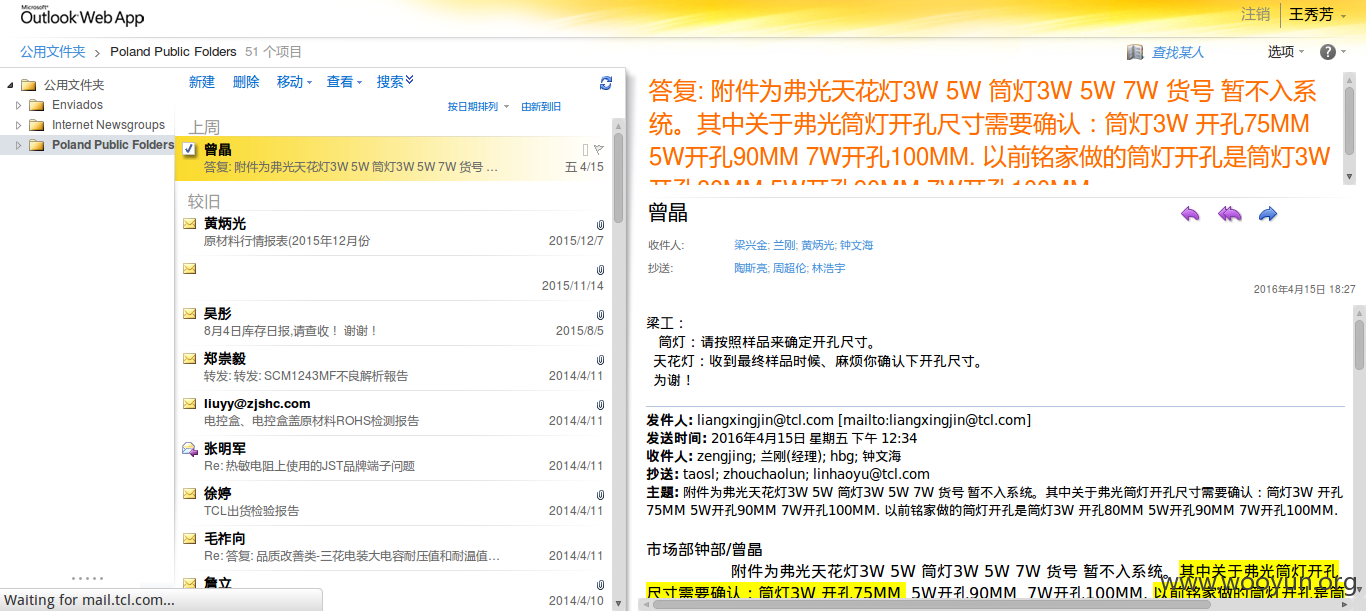 Microsoft®
Outlook Web App
注销 王秀芳
公用文件夹 > Poland Public Folders 51 个项目
查找某人 选项
公用文件夹
Enviados
Internet Newsgroups
Poland Public Folders
新建 删除 移动 查看 搜索
按日期排列 由新到旧
上周
曾晶
答复: 附件为弗光天花灯3W 5W 筒灯3W 5W 7W 货号 ... 五 4/15
较旧
黄炳光
原材料行情报表(2015年12月份 2015/12/7
2015/11/14
吴彤
8月4日库存日报,请查收！ 谢谢！ 2015/8/5
郑崇毅
转发: 转发: SCM1243MF不良解析報告 2014/4/11
liuyy@zjshc.com
电控盒、电控盒盖原材料ROHS检测报告 2014/4/11
张明军
Re: 热敏电阻上使用的JST品牌端子问题 2014/4/11
徐婷
TCL出货检验报告 2014/4/11
毛祚向
Re: 答复: 品质改善类-三花电装大电容耐压值和耐温值... 2014/4/11
詹立
2014/4/10
答复: 附件为弗光天花灯3W 5W 筒灯3W 5W 7W 货号 暂不入系
统。其中关于弗光筒灯开孔尺寸需要确认：筒灯3W 开孔75MM
5W开孔90MM 7W开孔100MM. 以前铭家做的筒灯开孔是筒灯3W
开孔80MM 5W开孔90MM 7W开孔100MM.
曾晶
收件人: 梁兴金; 兰刚; 黄炳光; 钟文海
抄送: 陶斯亮; 周超伦; 林浩宇
2016年4月15日 18:27
梁工：
筒灯：请按照样品来确定开孔尺寸。
天花灯：收到最终样品时候、麻烦你确认下开孔尺寸。
为谢！
发件人: liangxingjin@tcl.com [mailto:liangxingjin@tcl.com]
发送时间: 2016年4月15日 星期五 下午 12:34
收件人: zengjing; 兰刚(经理); hbg; 钟文海
抄送: taosl; zhouchaolun; linhaoyu@tcl.com
主题: 附件为弗光天花灯3W 5W 筒灯3W 5W 7W 货号 暂不入系统。其中关于弗光筒灯开孔尺寸需要确认：筒灯3W 开孔
75MM 5W开孔90MM 7W开孔100MM. 以前铭家做的筒灯开孔是筒灯3W 开孔80MM 5W开孔90MM 7W开孔100MM.
市场部钟部/曾晶
附件为弗光天花灯3W 5W 筒灯3W 5W 7W 货号 暂不入系统。其中关于弗光筒灯开孔
尺寸需要确认：筒灯3W 开孔75MM 5W开孔90MM 7W开孔100MM. 以前铭家做的筒灯开孔是筒
www.wooyun.org
Waiting for mail.tcl.com...